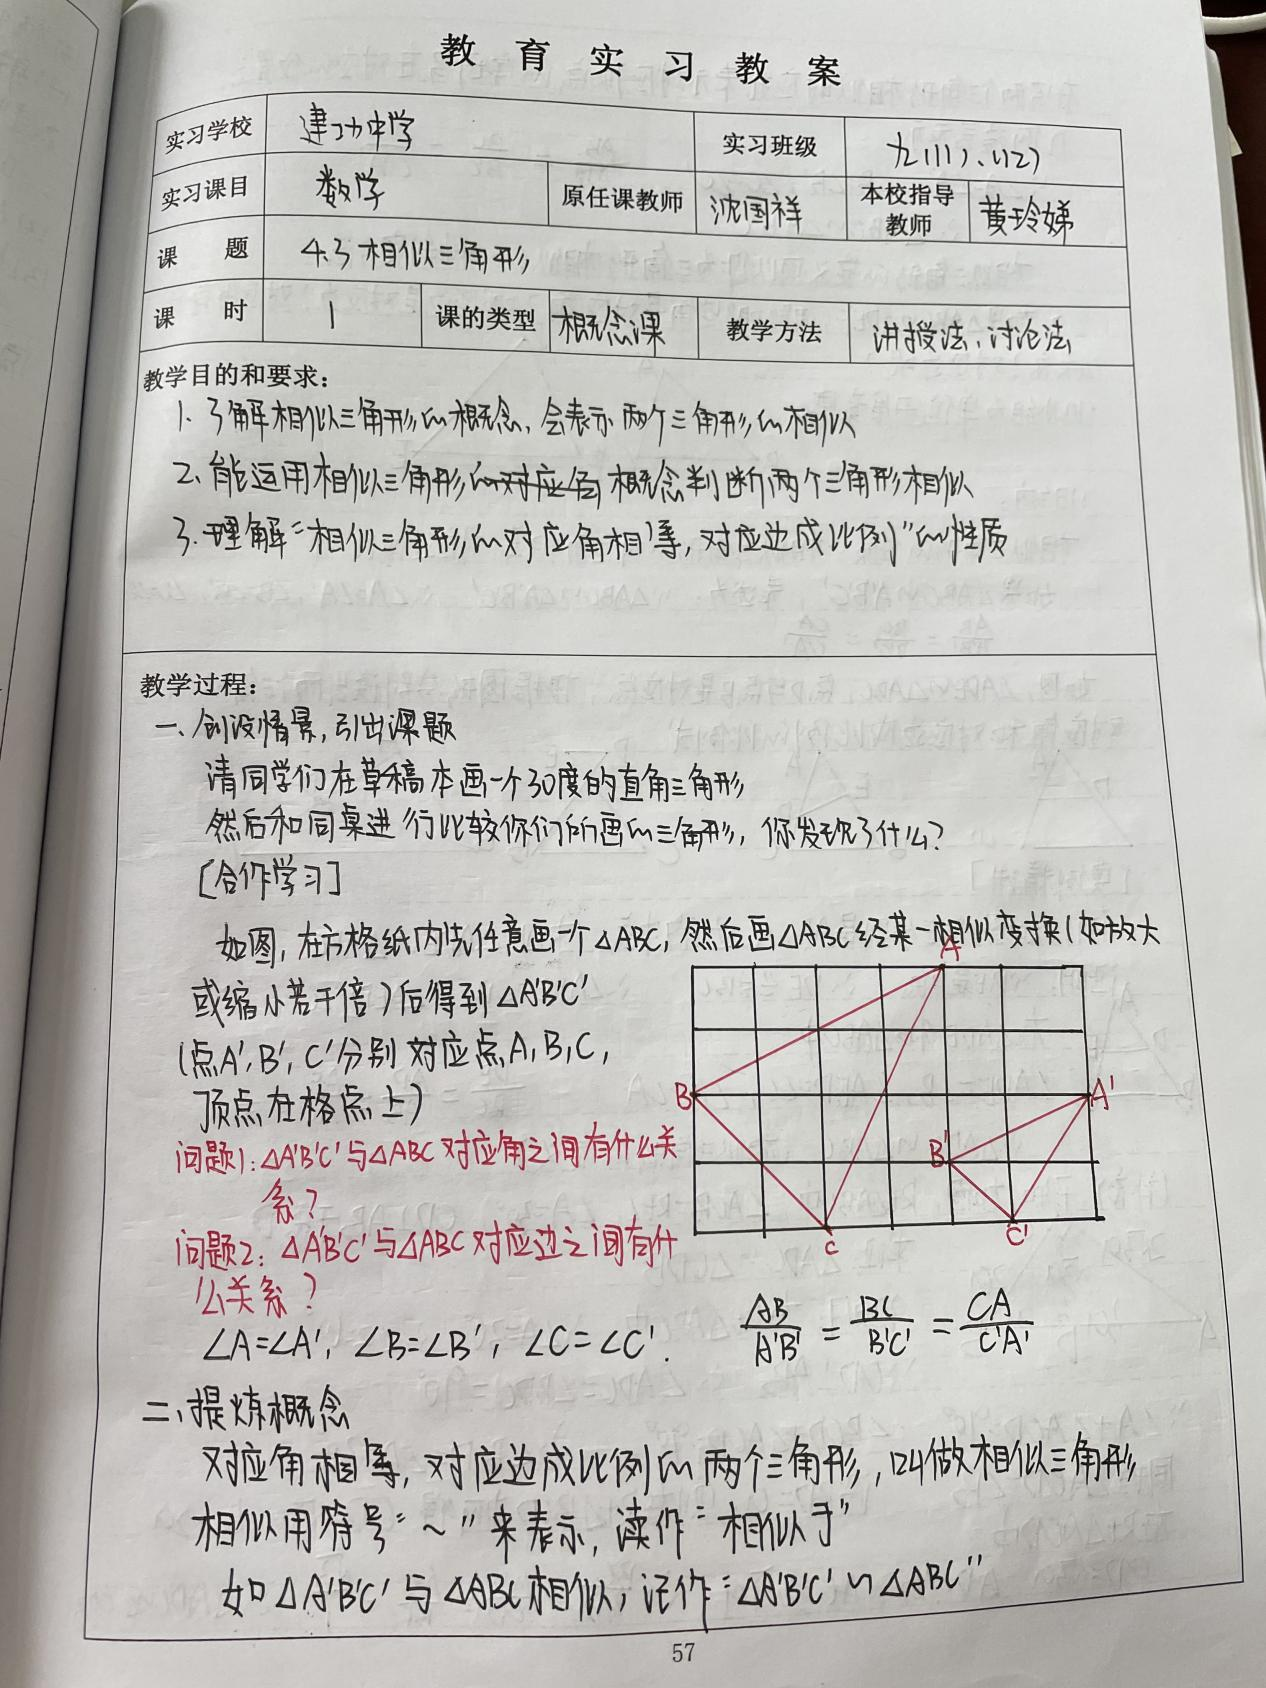 教育实习教案
实习学校 建功中学 实习班级 九(11)、(12)
实习课目 数学 原任课教师 沈国祥 本校指导教师 黄玲娣
课题 4.3 相似三角形
课时 1 课的类型 概念课 教学方法 讲授法、讨论法
教学目的和要求:
1. 了解相似三角形的概念,会表示两个三角形的相似
2. 能运用相似三角形的对应角概念判断两个三角形相似
3. 理解“相似三角形的对应角相等,对应边成比例”的性质
教学过程:
一、创设情景,引出课题
请同学们在草稿本画一个30度的直角三角形
然后和同桌进行比较你们所画的三角形,你发现了什么?
[合作学习]
如图,在方格纸内先任意画一个△ABC,然后画△ABC经某一相似变换(如放大
或缩小若干倍)后得到△A'B'C'
(点A',B',C'分别对应点A,B,C,
顶点在格点上)
问题1:△A'B'C'与△ABC对应角之间有什么关
系?
问题2:△A'B'C'与△ABC对应边之间有什
么关系?
A
B
C
A'
B'
C'
∠A=∠A', ∠B=∠B', ∠C=∠C'. AB/A'B' = BC/B'C' = CA/C'A'
二、提炼概念
对应角相等,对应边成比例的两个三角形,叫做相似三角形
相似用符号“~”来表示,读作“相似于”
如△A'B'C'与△ABC相似,记作“△A'B'C'∽△ABC”
57